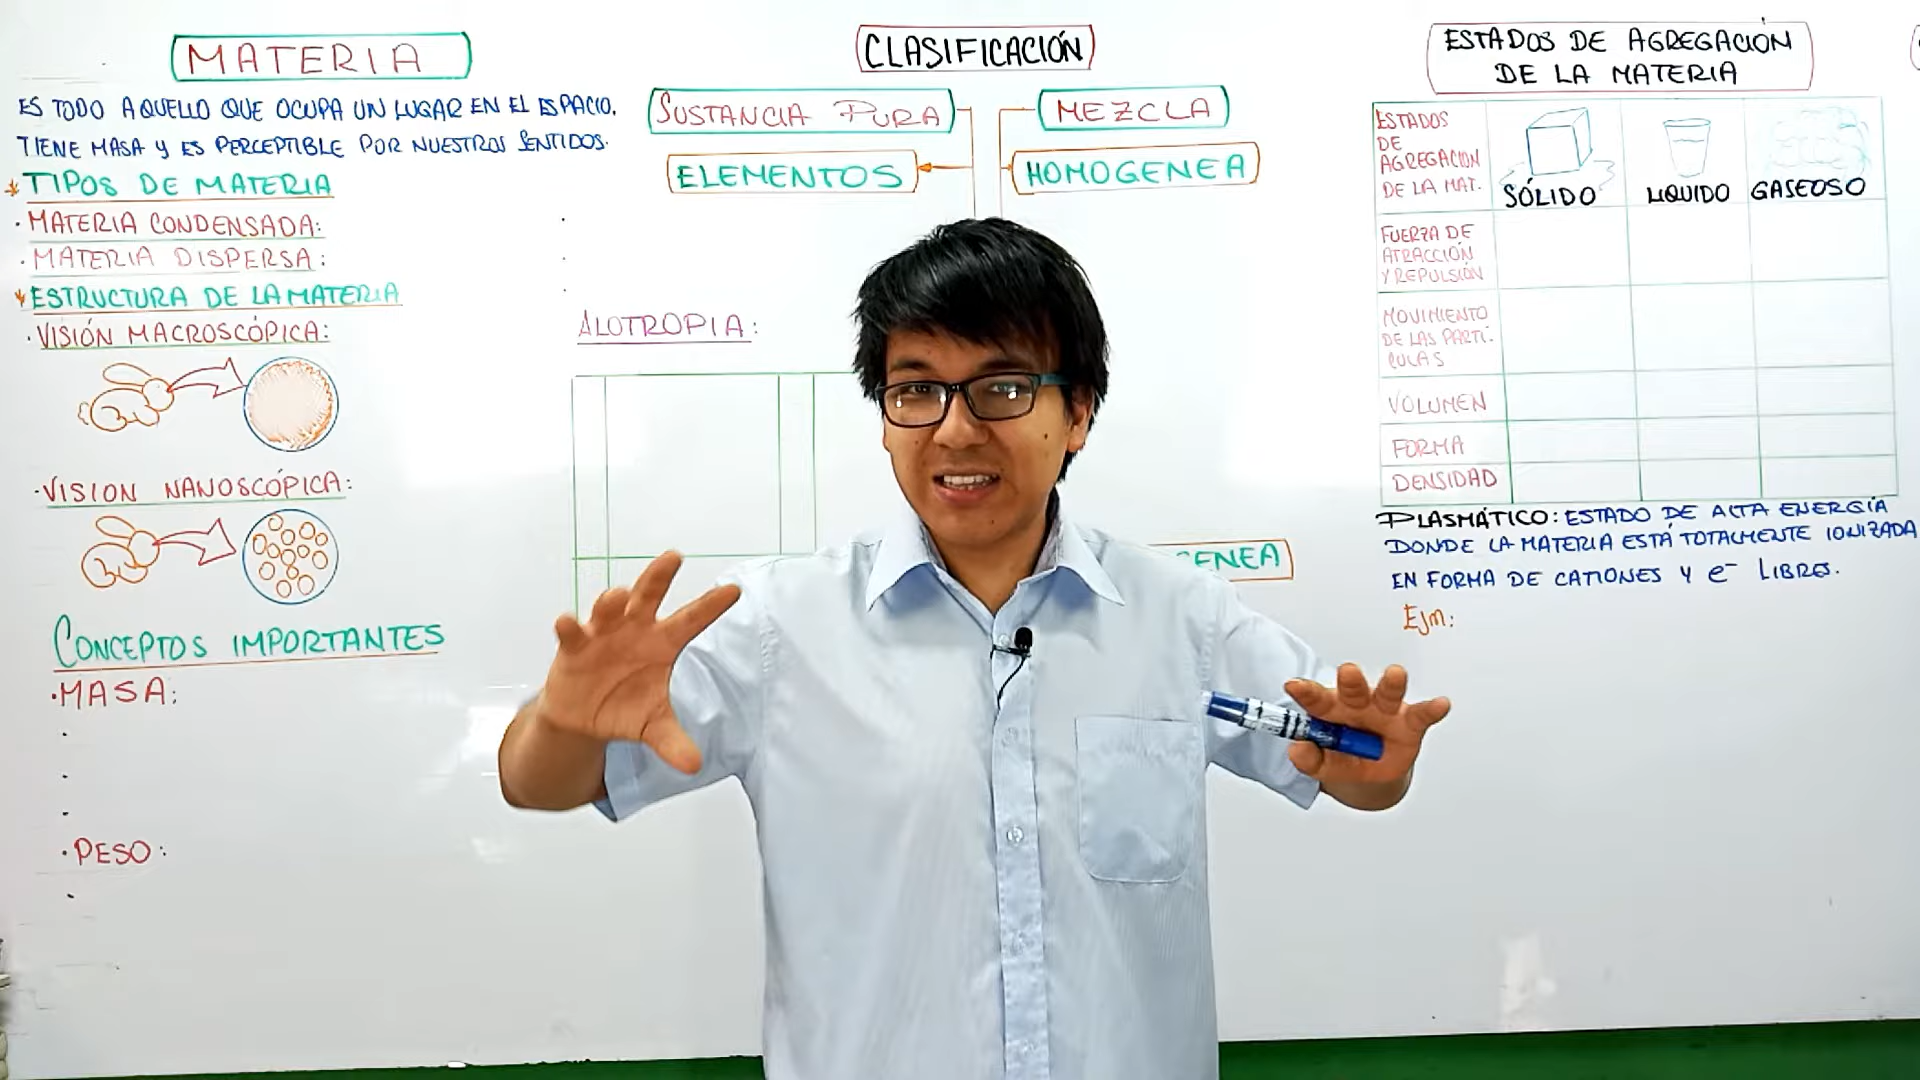 MATERIA
ES TODO AQUELLO QUE OCUPA UN LUGAR EN EL ESPACIO.
TIENE MASA Y ES PERCEPTIBLE POR NUESTROS SENTIDOS.
* TIPOS DE MATERIA
· MATERIA CONDENSADA:
· MATERIA DISPERSA:
* ESTRUCTURA DE LA MATERIA
· VISIÓN MACROSCÓPICA:
· VISION NANOSCÓPICA:
CONCEPTOS IMPORTANTES
· MASA:
· PESO:
CLASIFICACIÓN
SUSTANCIA PURA
MEZCLA
ELEMENTOS
HOMOGENEA
ALOTROPIA:
ENEA
ESTADOS DE AGREGACIÓN
DE LA MATERIA
ESTADOS
DE
AGREGACION
DE LA MAT.
SÓLIDO
LIQUIDO
GASEOSO
FUERZA DE
ATRACCIÓN
Y REPULSIÓN
MOVIMIENTO
DE LAS PARTI-
CULAS
VOLUMEN
FORMA
DENSIDAD
PLASMÁTICO: ESTADO DE ALTA ENERGÍA
DONDE LA MATERIA ESTÁ TOTALMENTE IONIZADA
EN FORMA DE CATIONES Y e⁻ LIBRES.
Ejm: